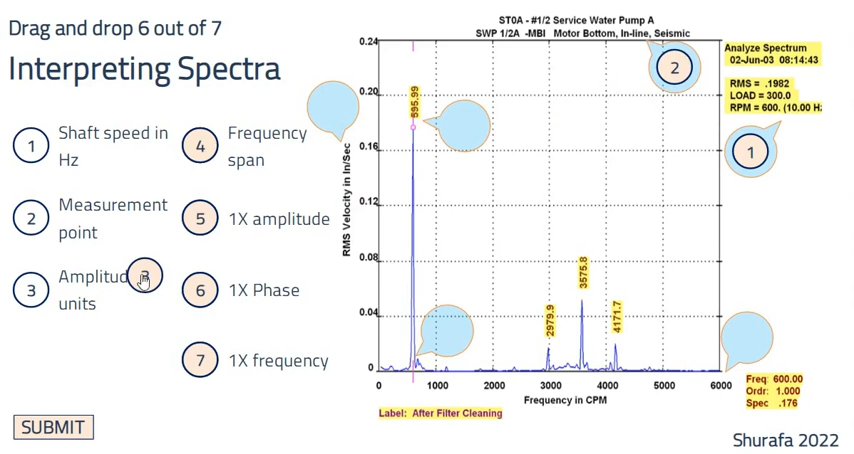 Drag and drop 6 out of 7
Interpreting Spectra
1 Shaft speed in Hz
2 Measurement point
3 Amplitud 3
units
4 Frequency span
5 1X amplitude
6 1X Phase
7 1X frequency
SUBMIT
ST0A - #1/2 Service Water Pump A
SWP 1/2A -MBI Motor Bottom, In-line, Seismic
Analyze Spectrum
02-Jun-03 08:14:43
RMS = .1982
LOAD = 300.0
RPM = 600. (10.00 Hz
2
1
RMS Velocity in In/Sec
0.24
0.20
0.16
0.12
0.08
0.04
0
595.99
2979.9
3575.8
4171.7
0 1000 2000 3000 4000 5000 6000
Frequency in CPM
Label: After Filter Cleaning
Freq: 600.00
Ordr: 1.000
Spec .176
Shurafa 2022